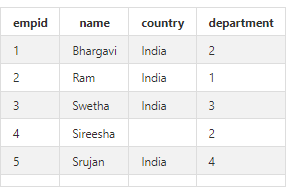 empid name country department
1 Bhargavi India 2
2 Ram India 1
3 Swetha India 3
4 Sireesha 2
5 Srujan India 4